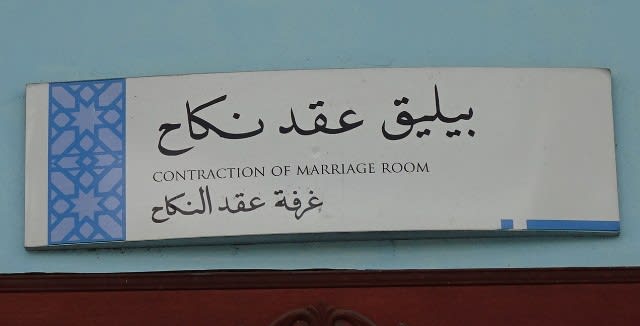 بيليق عقد نكاح
CONTRACTION OF MARRIAGE ROOM
غرفة عقد النكاح